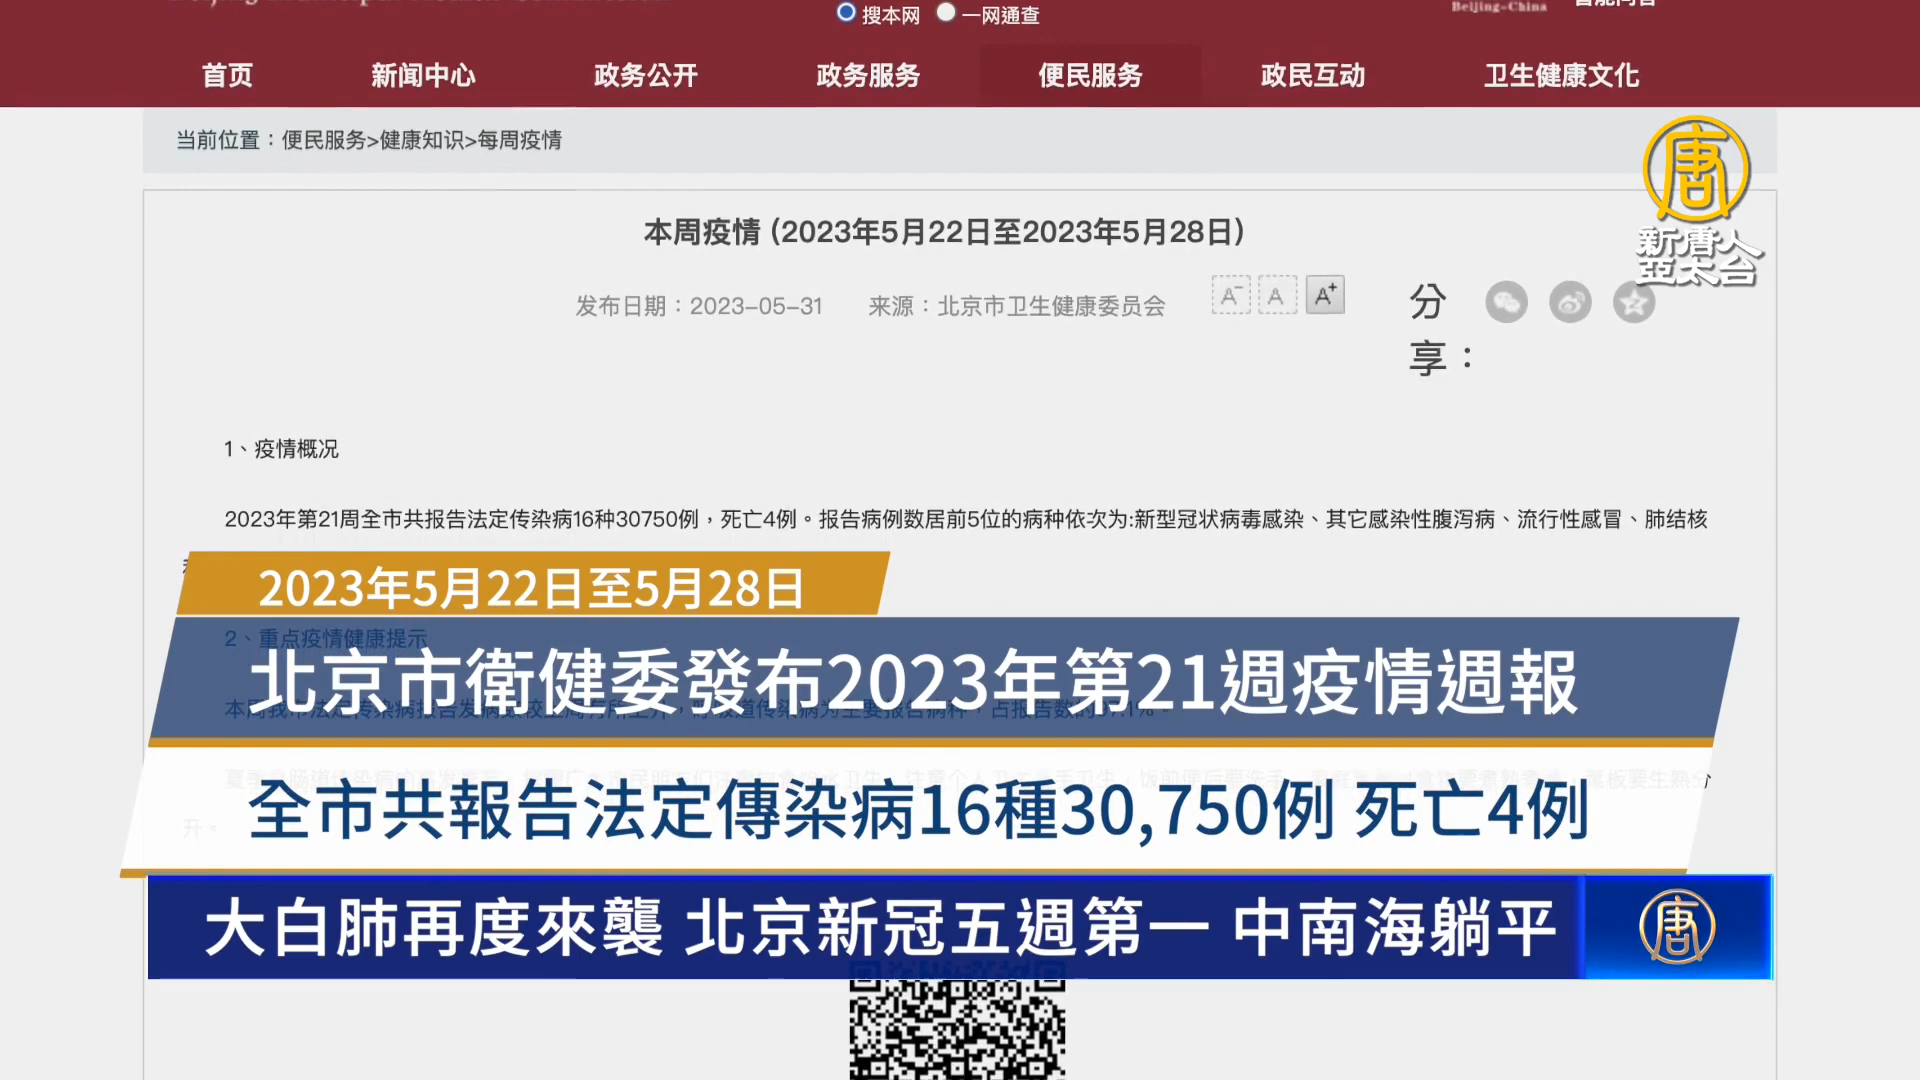 搜本网 一网通查
Beijing-China
首页 新闻中心 政务公开 政务服务 便民服务 政民互动 卫生健康文化
当前位置：便民服务>健康知识>每周疫情
唐
新唐人
亞太台
本周疫情 (2023年5月22日至2023年5月28日)
发布日期：2023-05-31 来源：北京市卫生健康委员会 A- A A+ 分
享：
1、疫情概况
2023年第21周全市共报告法定传染病16种30750例，死亡4例。报告病例数居前5位的病种依次为:新型冠状病毒感染、其它感染性腹泻病、流行性感冒、肺结核
2023年5月22日至5月28日
2、重点疫情健康提示
北京市衛健委發布2023年第21週疫情週報
全市共報告法定傳染病16種30,750例 死亡4例
开。
大白肺再度來襲 北京新冠五週第一 中南海躺平
唐